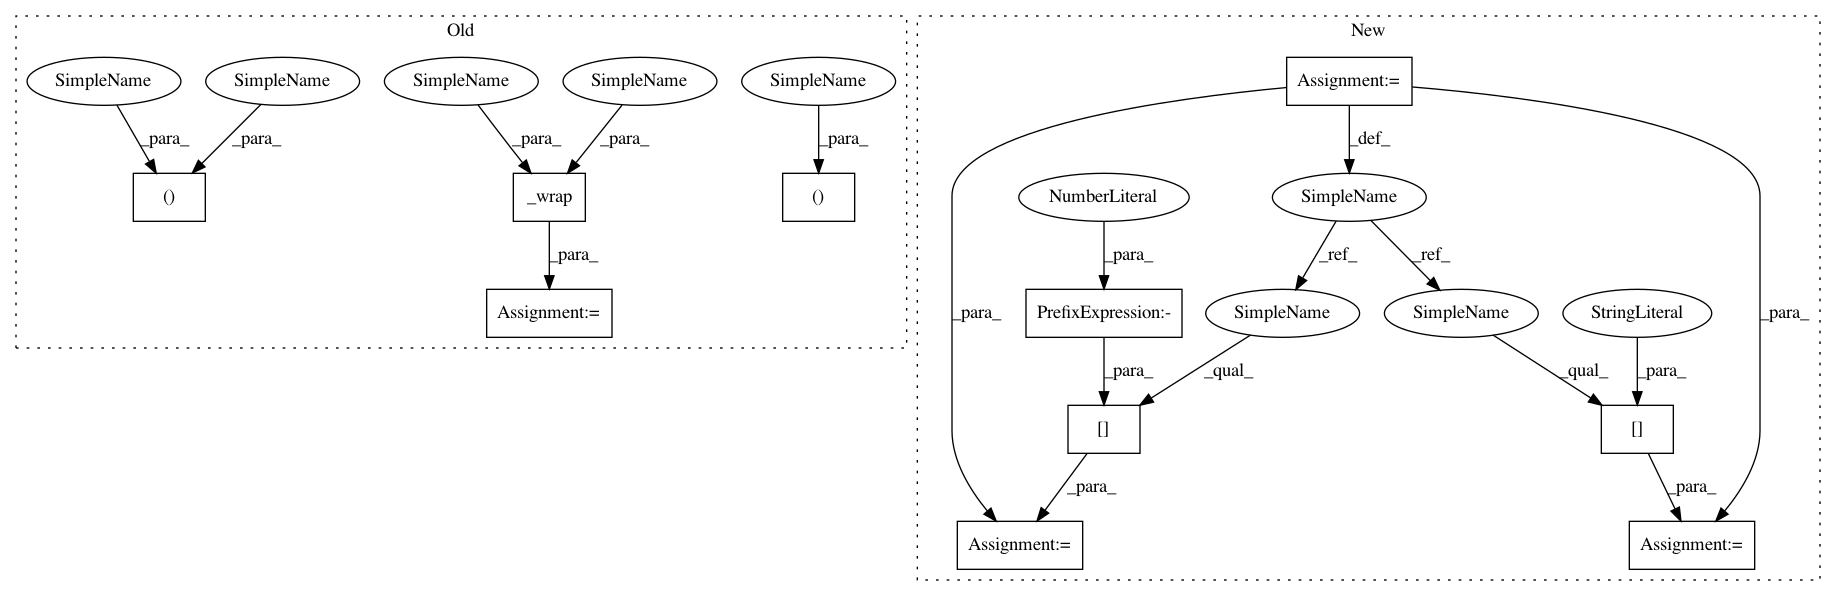 Old
New
SimpleName
SimpleName
SimpleName
SimpleName
SimpleName
Assignment:=
_para_
_para_
_para_
_para_
_para_
_def_
()
_wrap
()
NumberLiteral
SimpleName
_para_
_para_
_ref_
_ref_
Assignment:=
_para_
PrefixExpression:-
SimpleName
SimpleName
StringLiteral
_para_
_para_
_qual_
_qual_
_para_
[]
[]
_para_
_para_
Assignment:=
Assignment:=